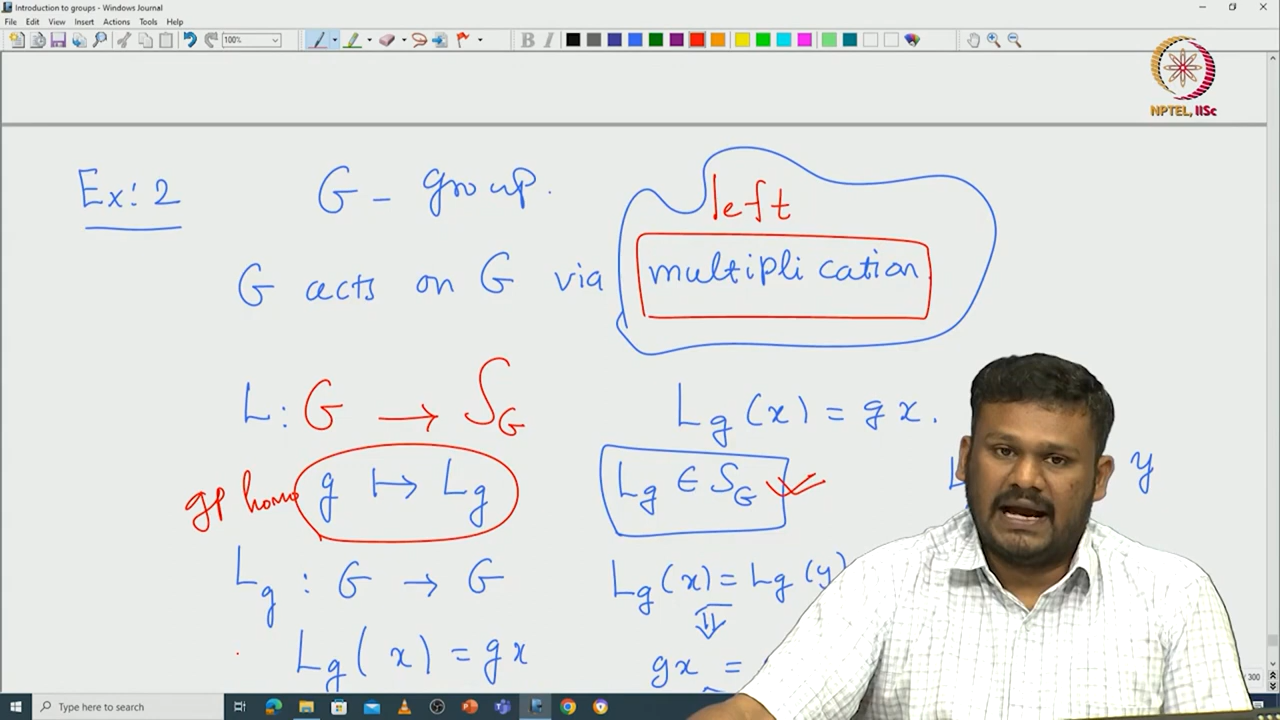 Introduction to groups - Windows Journal
File Edit View Insert Actions Tools Help
100%
NPTEL, IISc
Ex: 2 G - group.
left
G acts on G via multiplication
L: G → S_G L_g (x) = g x.
gp homo g ↦ L_g L_g ∈ S_G y
L_g : G → G L_g (x) = L_g (y)
⇓
L_g ( x ) = gx gx =
300
Type here to search